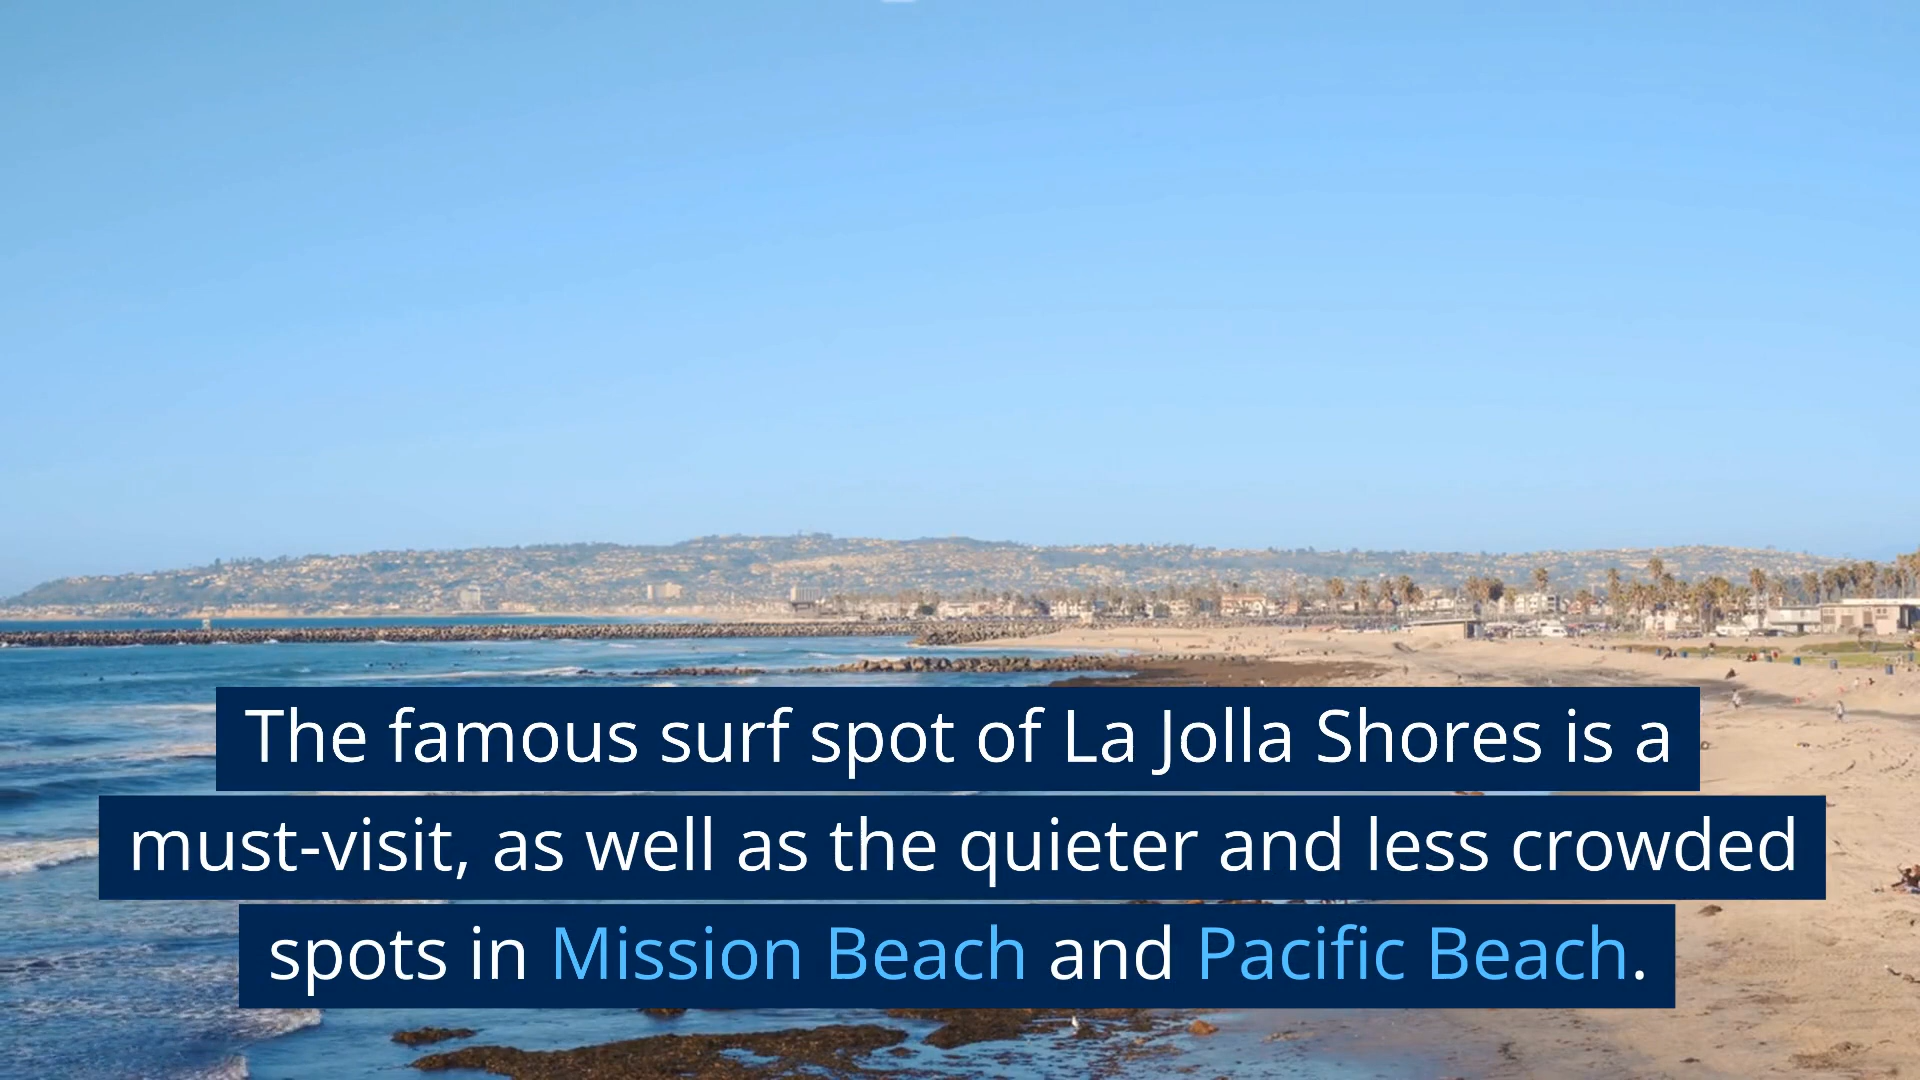 The famous surf spot of La Jolla Shores is a
must-visit, as well as the quieter and less crowded
spots in Mission Beach and Pacific Beach.